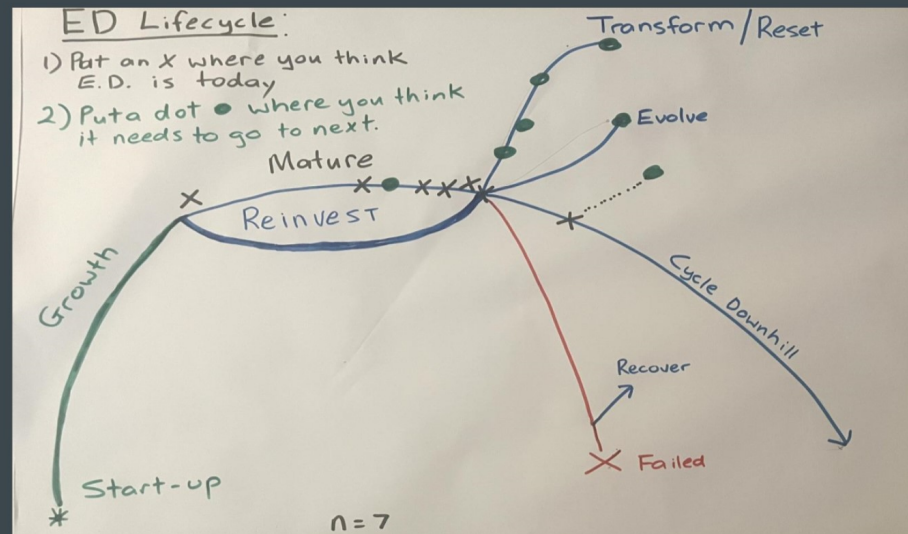 ED Lifecycle:
1) Put an X where you think
E.D. is today
2) Put a dot ● where you think
it needs to go to next.
Transform/Reset
Evolve
Mature
Reinvest
Growth
Cycle Downhill
Recover
Failed
Start-up
n=7